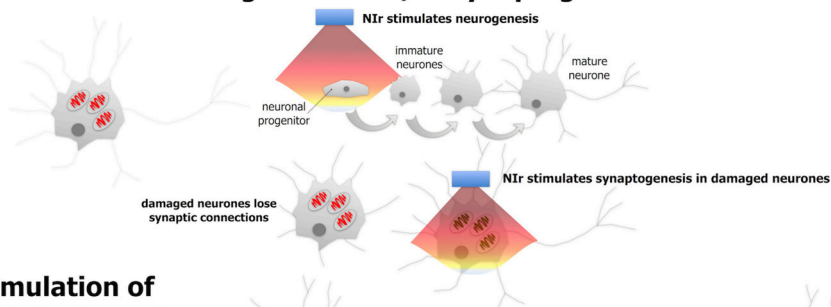 NIr stimulates neurogenesis
immature
neurones
mature
neurone
neuronal
progenitor
NIr stimulates synaptogenesis in damaged neurones
damaged neurones lose
synaptic connections
mulation of